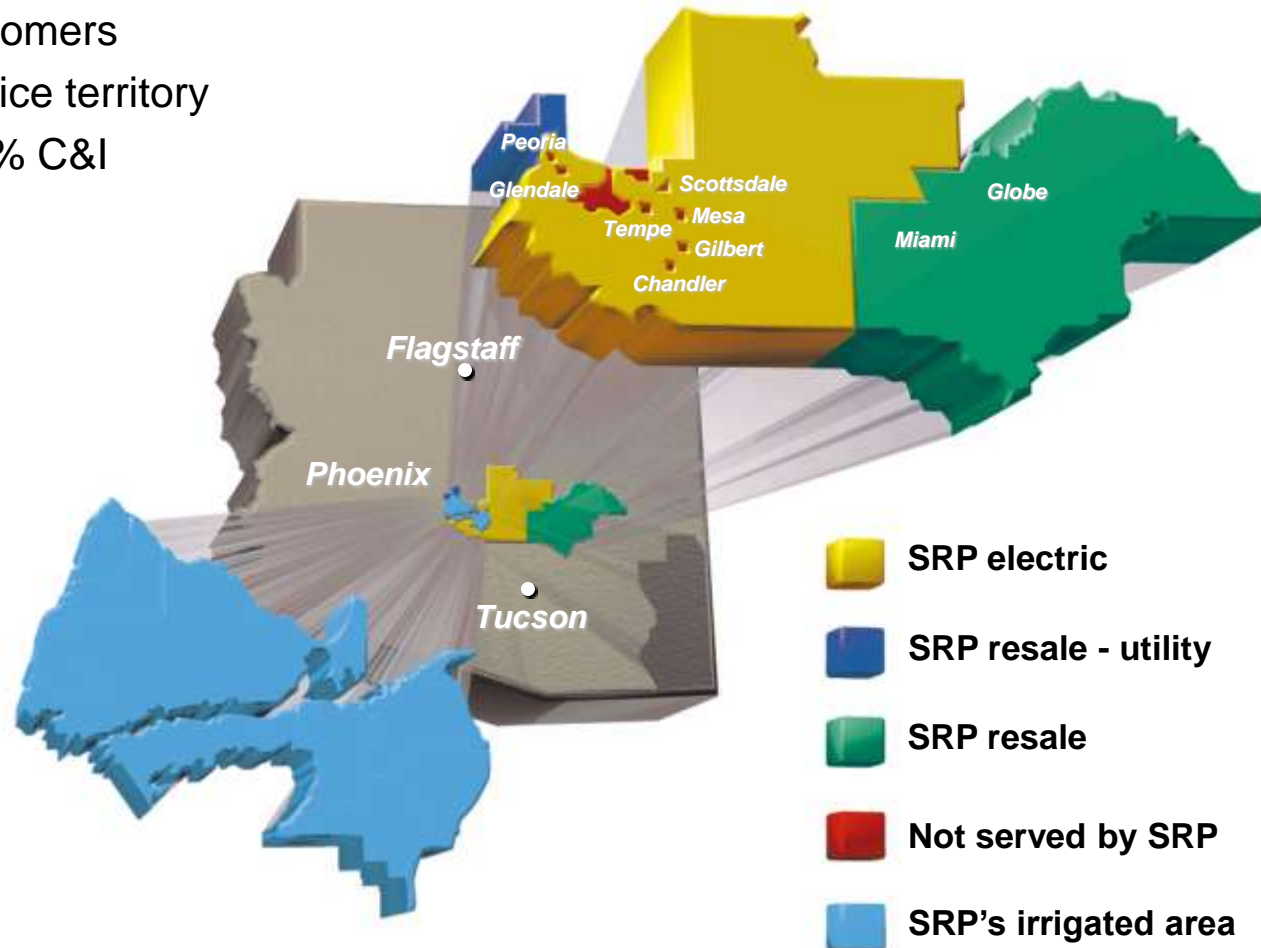 omers
ice territory
% C&I
Peoria
Glendale
Scottsdale
Tempe
Mesa
Gilbert
Chandler
Globe
Miami
Flagstaff
Phoenix
Tucson
SRP electric
SRP resale - utility
SRP resale
Not served by SRP
SRP's irrigated area